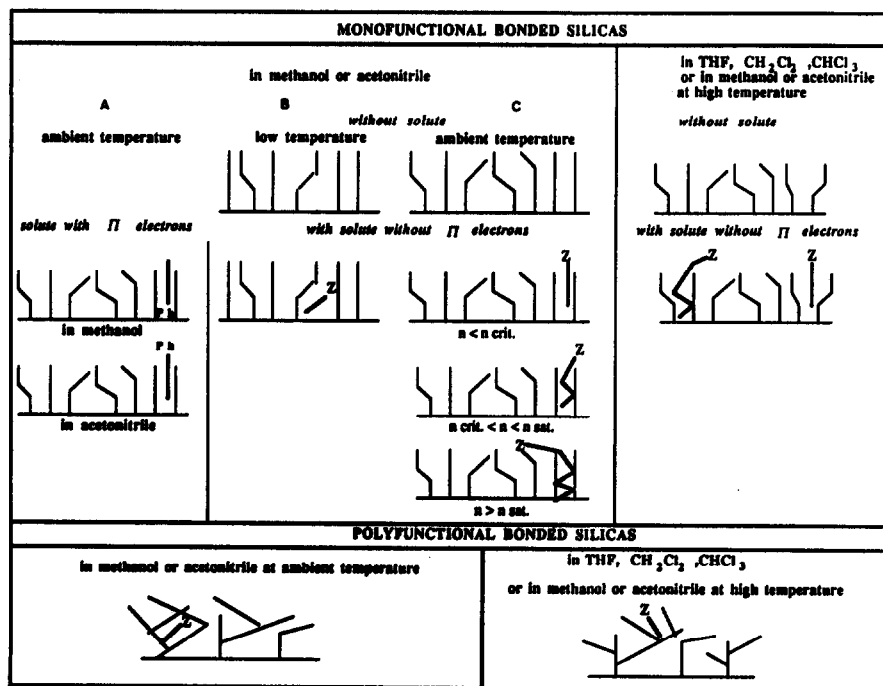 MONOFUNCTIONAL BONDED SILICAS
in methanol or acetonitrile
A
ambient temperature
B
low temperature
without solute
C
ambient temperature
solute with Π electrons
with solute without Π electrons
P h
in methanol
P h
in acetonitrile
Z
Z
n < n crit.
Z
n crit. < n < n sat.
Z
n > n sat.
in THF, CH2Cl2 ,CHCl3
or in methanol or acetonitrile
at high temperature
without solute
with solute without Π electrons
Z
Z
POLYFUNCTIONAL BONDED SILICAS
in methanol or acetonitrile at ambient temperature
Z
in THF, CH2Cl2 ,CHCl3
or in methanol or acetonitrile at high temperature
Z